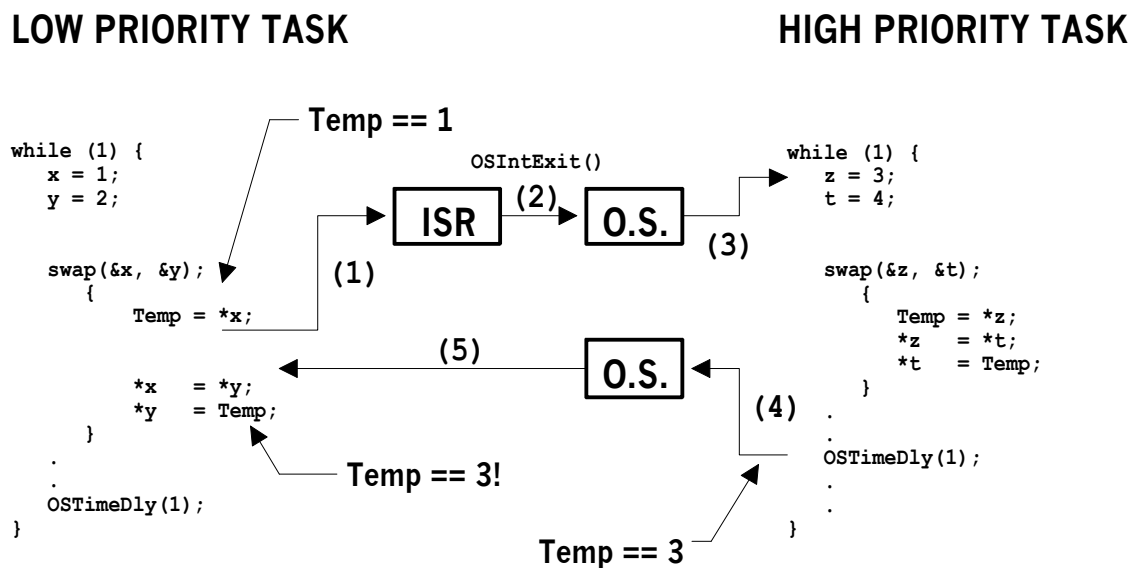 LOW PRIORITY TASK
HIGH PRIORITY TASK
Temp == 1
while (1) {
x = 1;
y = 2;
swap(&x, &y);
{
Temp = *x;
*x = *y;
*y = Temp;
}
.
.
OSTimeDly(1);
}
OSIntExit()
ISR
(2)
O.S.
(1)
(3)
(5)
O.S.
(4)
Temp == 3!
Temp == 3
while (1) {
z = 3;
t = 4;
swap(&z, &t);
{
Temp = *z;
*z = *t;
*t = Temp;
}
.
.
OSTimeDly(1);
.
.
}